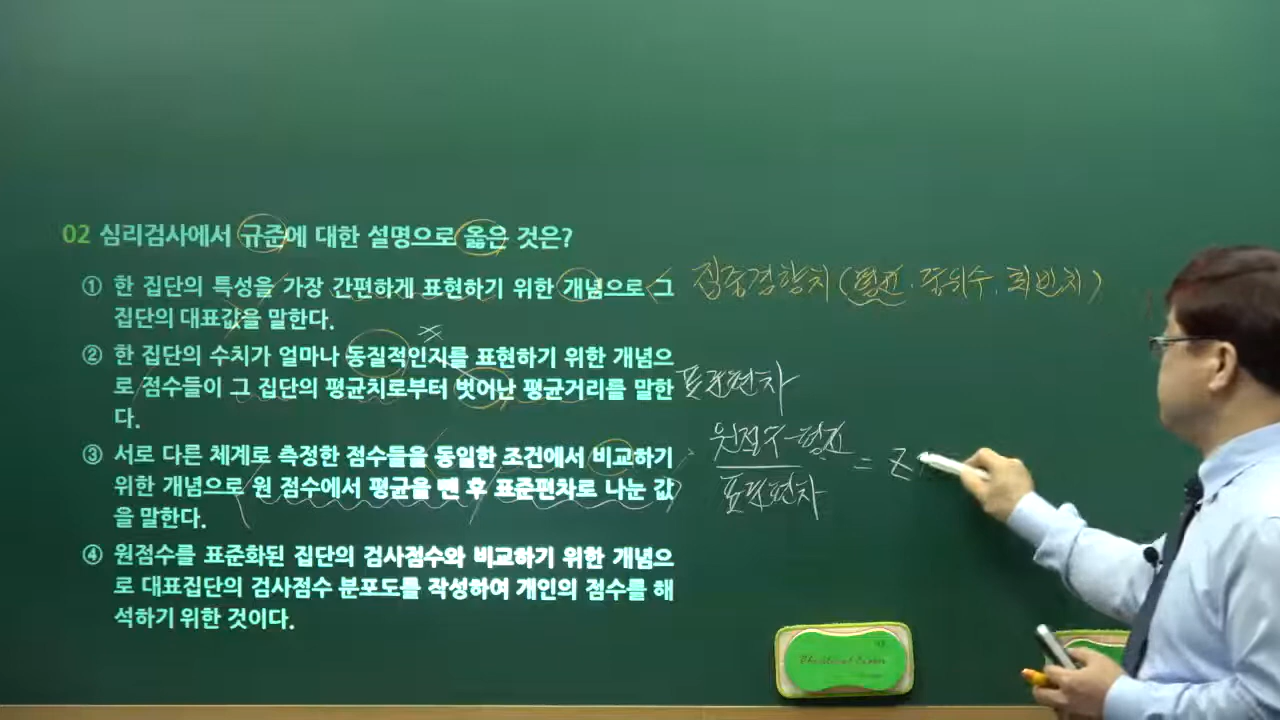 02 심리검사에서 규준에 대한 설명으로 옳은 것은?
① 한 집단의 특성을 가장 간편하게 표현하기 위한 개념으로 그
집단의 대표값을 말한다.
집중경향치(평균·중위수·최빈치)
② 한 집단의 수치가 얼마나 동질적인지를 표현하기 위한 개념으
로 점수들이 그 집단의 평균치로부터 벗어난 평균거리를 말한
다.
표준편차
③ 서로 다른 체계로 측정한 점수들을 동일한 조건에서 비교하기
위한 개념으로 원 점수에서 평균을 뺀 후 표준편차로 나눈 값
을 말한다.
원점수-평균
표준편차
= Z
④ 원점수를 표준화된 집단의 검사점수와 비교하기 위한 개념으
로 대표집단의 검사점수 분포도를 작성하여 개인의 점수를 해
석하기 위한 것이다.